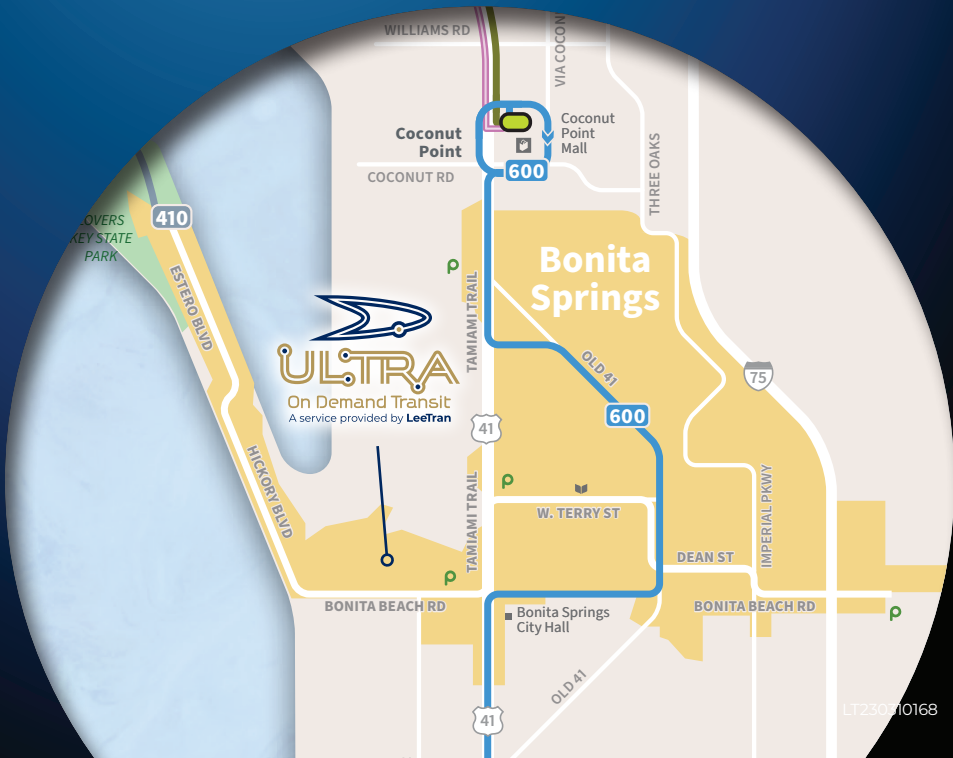 WILLIAMS RD
VIA COCON
Coconut
Point
Coconut
Point
Mall
600
COCONUT RD
THREE OAKS
410
OVERS
KEY STATE
PARK
ESTERO BLVD
Bonita
Springs
TAMIAMI TRAIL
ULTRA
On Demand Transit
A service provided by LeeTran
OLD 41
75
600
41
HICKORY BLVD
TAMIAMI TRAIL
W. TERRY ST
IMPERIAL PKWY
DEAN ST
BONITA BEACH RD
BONITA BEACH RD
Bonita Springs
City Hall
OLD 41
41
LT230310168